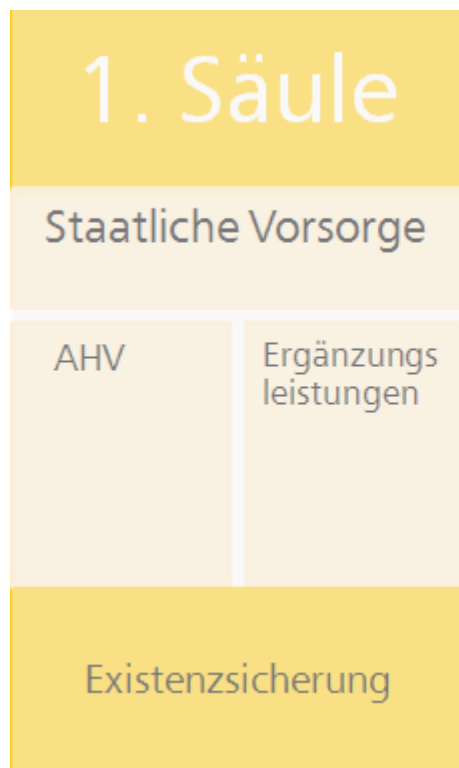 1. Säule
Staatliche Vorsorge
AHV
Ergänzungs
leistungen
Existenzsicherung